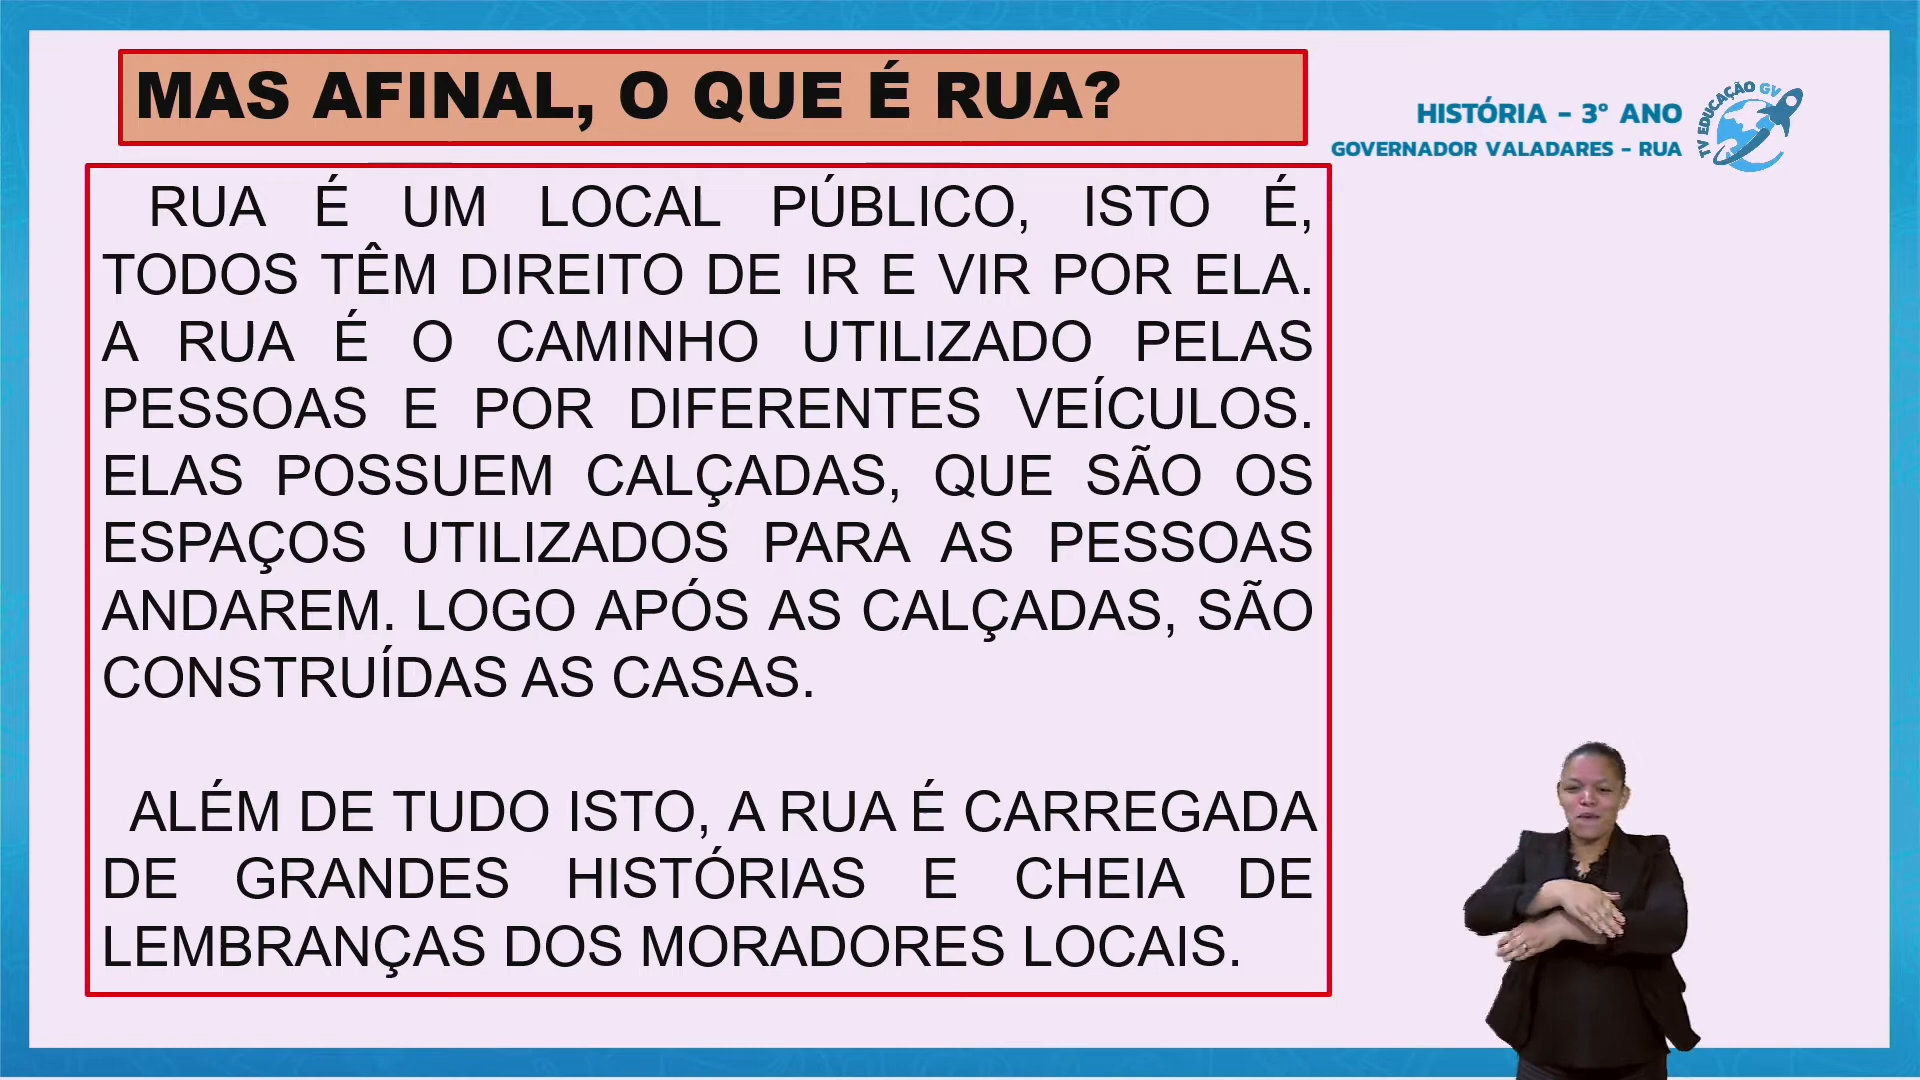 MAS AFINAL, O QUE É RUA?
HISTÓRIA - 3º ANO
GOVERNADOR VALADARES - RUA
TV EDUCAÇÃO GV
RUA É UM LOCAL PÚBLICO, ISTO É,
TODOS TÊM DIREITO DE IR E VIR POR ELA.
A RUA É O CAMINHO UTILIZADO PELAS
PESSOAS E POR DIFERENTES VEÍCULOS.
ELAS POSSUEM CALÇADAS, QUE SÃO OS
ESPAÇOS UTILIZADOS PARA AS PESSOAS
ANDAREM. LOGO APÓS AS CALÇADAS, SÃO
CONSTRUÍDAS AS CASAS.
ALÉM DE TUDO ISTO, A RUA É CARREGADA
DE GRANDES HISTÓRIAS E CHEIA DE
LEMBRANÇAS DOS MORADORES LOCAIS.